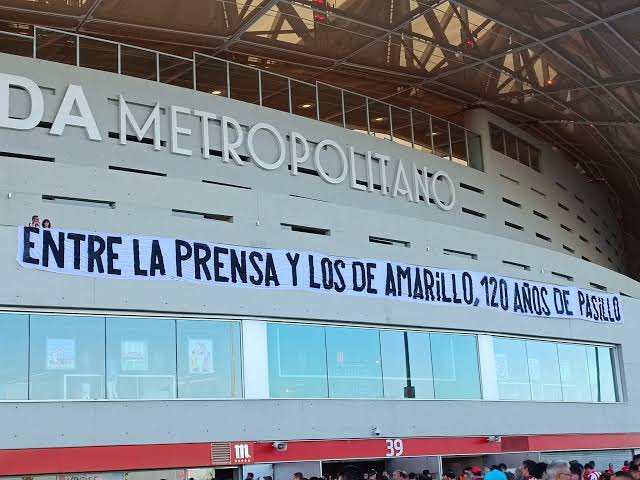 DA METROPOLITANO
ENTRE LA PRENSA Y LOS DE AMARiLLO, 120 AÑOS DE PASiLLO
m
39